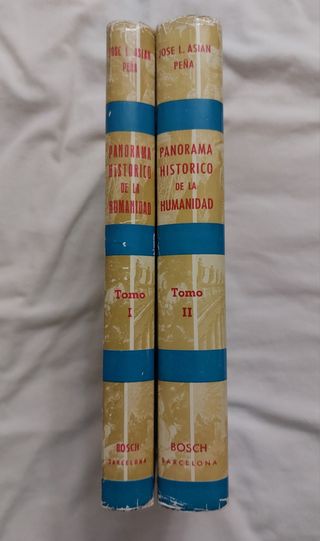 JOSE L. ASIAN
PEÑA
PANORAMA
HISTORICO
DE LA
HUMANIDAD
Tomo
I
BOSCH
BARCELONA
JOSE L. ASIAN
PEÑA
PANORAMA
HISTORICO
DE LA
HUMANIDAD
Tomo
II
BOSCH
BARCELONA